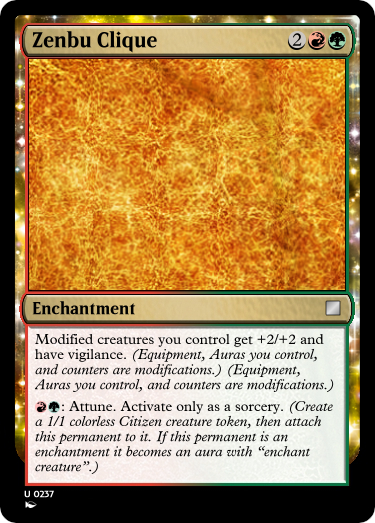 Zenbu Clique 2
Enchantment
Modified creatures you control get +2/+2 and
have vigilance. (Equipment, Auras you control,
and counters are modifications.) (Equipment,
Auras you control, and counters are modifications.)
: Attune. Activate only as a sorcery. (Create
a 1/1 colorless Citizen creature token, then attach
this permanent to it. If this permanent is an
enchantment it becomes an aura with “enchant
creature”.)
U 0237